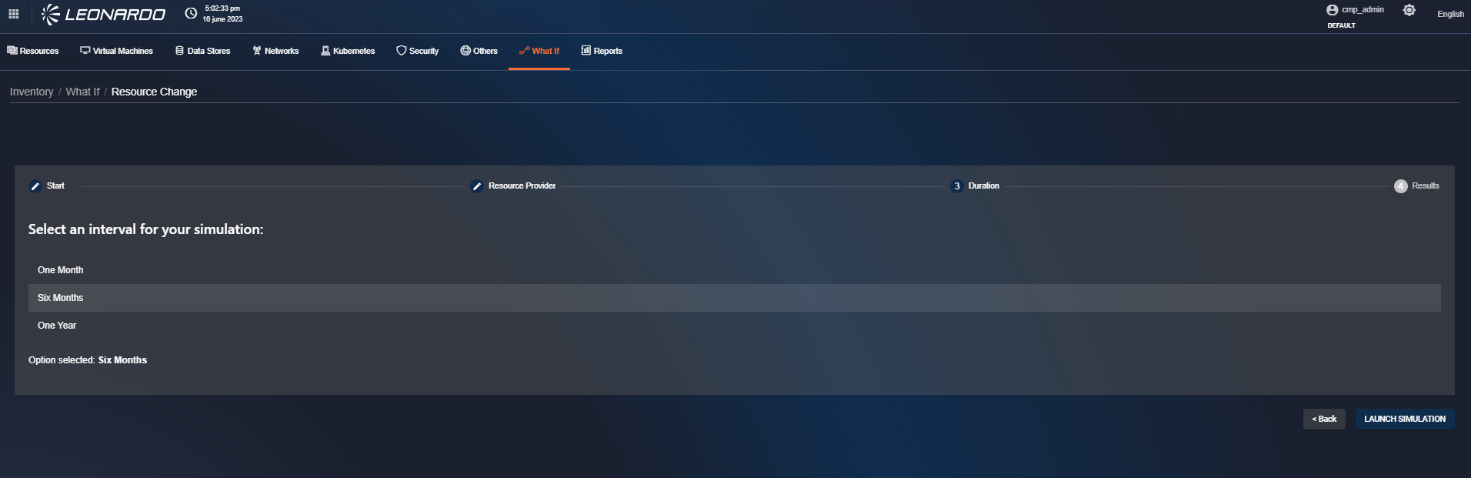 LEONARDO
5:02:33 pm
16 june 2023
cmp_admin
DEFAULT
English
Resources
Virtual Machines
Data Stores
Networks
Kubernetes
Security
Others
What If
Reports
Inventory / What If / Resource Change
Start
Resource Provider
3 Duration
4 Results
Select an interval for your simulation:
One Month
Six Months
One Year
Option selected: Six Months
< Back
LAUNCH SIMULATION